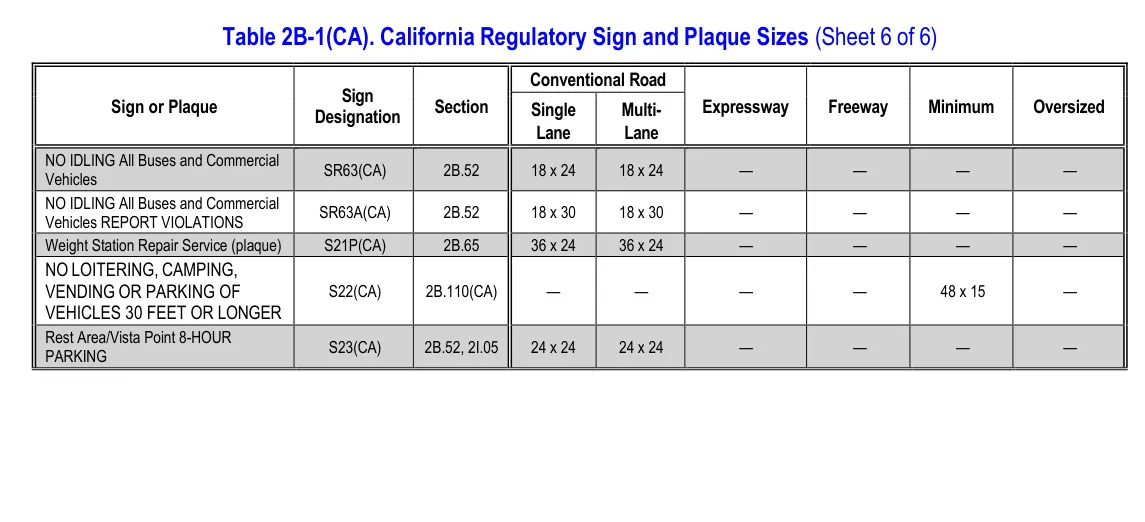 Table 2B-1(CA). California Regulatory Sign and Plaque Sizes (Sheet 6 of 6)
Sign or Plaque
Sign
Designation
Section
Conventional Road
Single
Lane
Multi-
Lane
Expressway
Freeway
Minimum
Oversized
NO IDLING All Buses and Commercial
Vehicles
SR63(CA) 2B.52 18 x 24 18 x 24 — — — —
NO IDLING All Buses and Commercial
Vehicles REPORT VIOLATIONS
SR63A(CA) 2B.52 18 x 30 18 x 30 — — — —
Weight Station Repair Service (plaque) S21P(CA) 2B.65 36 x 24 36 x 24 — — — —
NO LOITERING, CAMPING,
VENDING OR PARKING OF
VEHICLES 30 FEET OR LONGER
S22(CA) 2B.110(CA) — — — — 48 x 15 —
Rest Area/Vista Point 8-HOUR
PARKING
S23(CA) 2B.52, 2I.05 24 x 24 24 x 24 — — — —